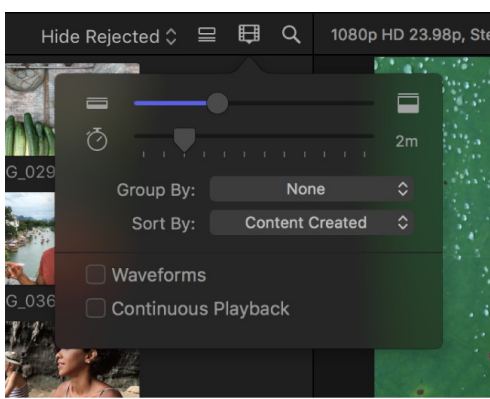 Hide Rejected
1080p HD 23.98p, Ste
2m
G_029
Group By: None
Sort By: Content Created
G_036
Waveforms
Continuous Playback